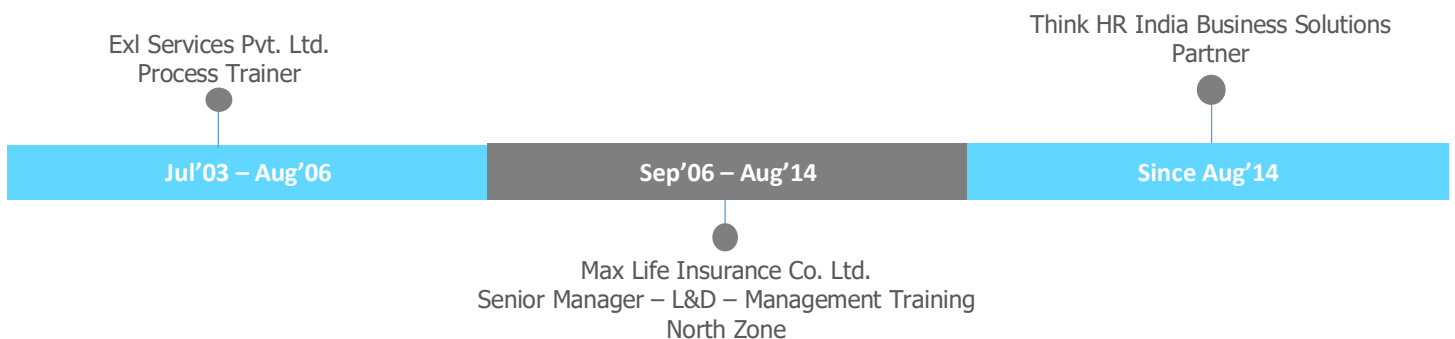 Exl Services Pvt. Ltd.
Process Trainer
Think HR India Business Solutions
Partner
Jul’03 – Aug’06
Sep’06 – Aug’14
Since Aug’14
Max Life Insurance Co. Ltd.
Senior Manager – L&D – Management Training
North Zone